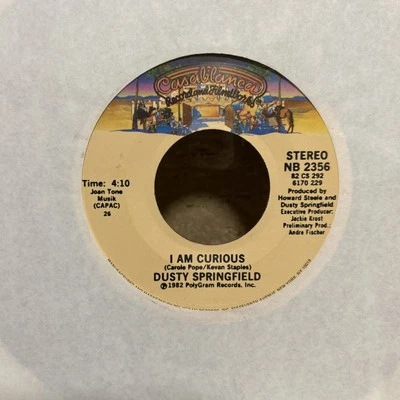 Casablanca
Record and FilmWorks
STEREO
NB 2356
82 CS 292
6170 229
Produced by
Howard Steele and
Dusty Springfield
Executive Producer:
Jackie Krost
Preliminary Prod.:
Andre Fischer
Time: 4:10
Joan Tone
Musik
(CAPAC)
26
I AM CURIOUS
(Carole Pope/Kevan Staples)
DUSTY SPRINGFIELD
℗1982 PolyGram Records, Inc.